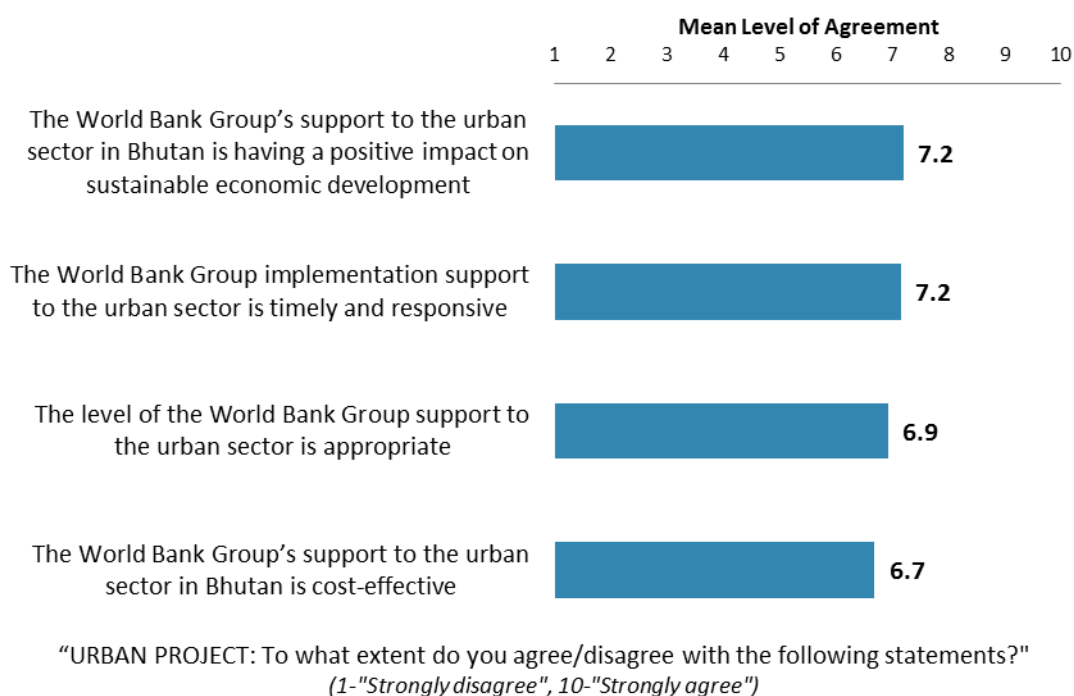 Mean Level of Agreement
1 2 3 4 5 6 7 8 9 10
The World Bank Group’s support to the urban
sector in Bhutan is having a positive impact on
sustainable economic development
7.2
The World Bank Group implementation support
to the urban sector is timely and responsive
7.2
The level of the World Bank Group support to
the urban sector is appropriate
6.9
The World Bank Group’s support to the urban
sector in Bhutan is cost-effective
6.7
“URBAN PROJECT: To what extent do you agree/disagree with the following statements?"
(1-"Strongly disagree", 10-"Strongly agree")